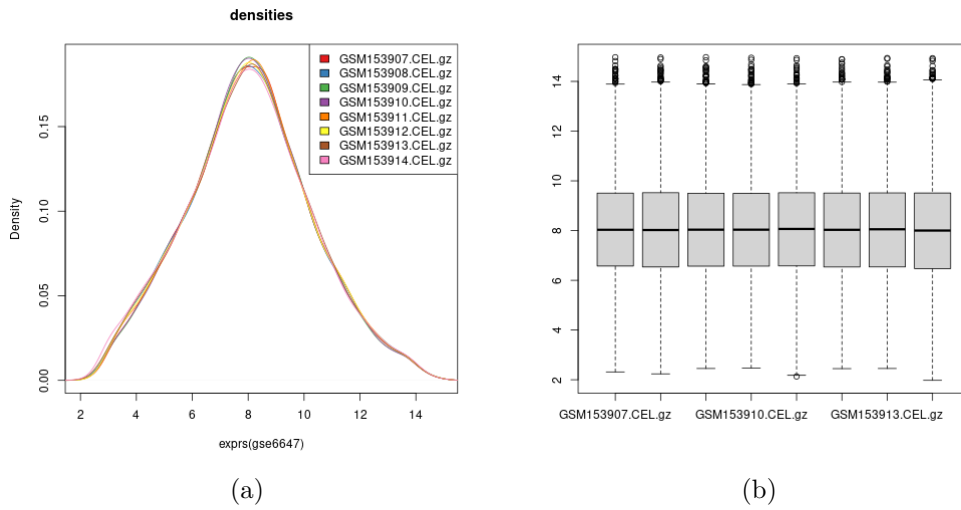 densities
GSM153907.CEL.gz
GSM153908.CEL.gz
GSM153909.CEL.gz
GSM153910.CEL.gz
GSM153911.CEL.gz
GSM153912.CEL.gz
GSM153913.CEL.gz
GSM153914.CEL.gz
Density
0.15
0.10
0.05
0.00
2 4 6 8 10 12 14
exprs(gse6647)
(a)
14
12
10
8
6
4
2
GSM153907.CEL.gz GSM153910.CEL.gz GSM153913.CEL.gz
(b)